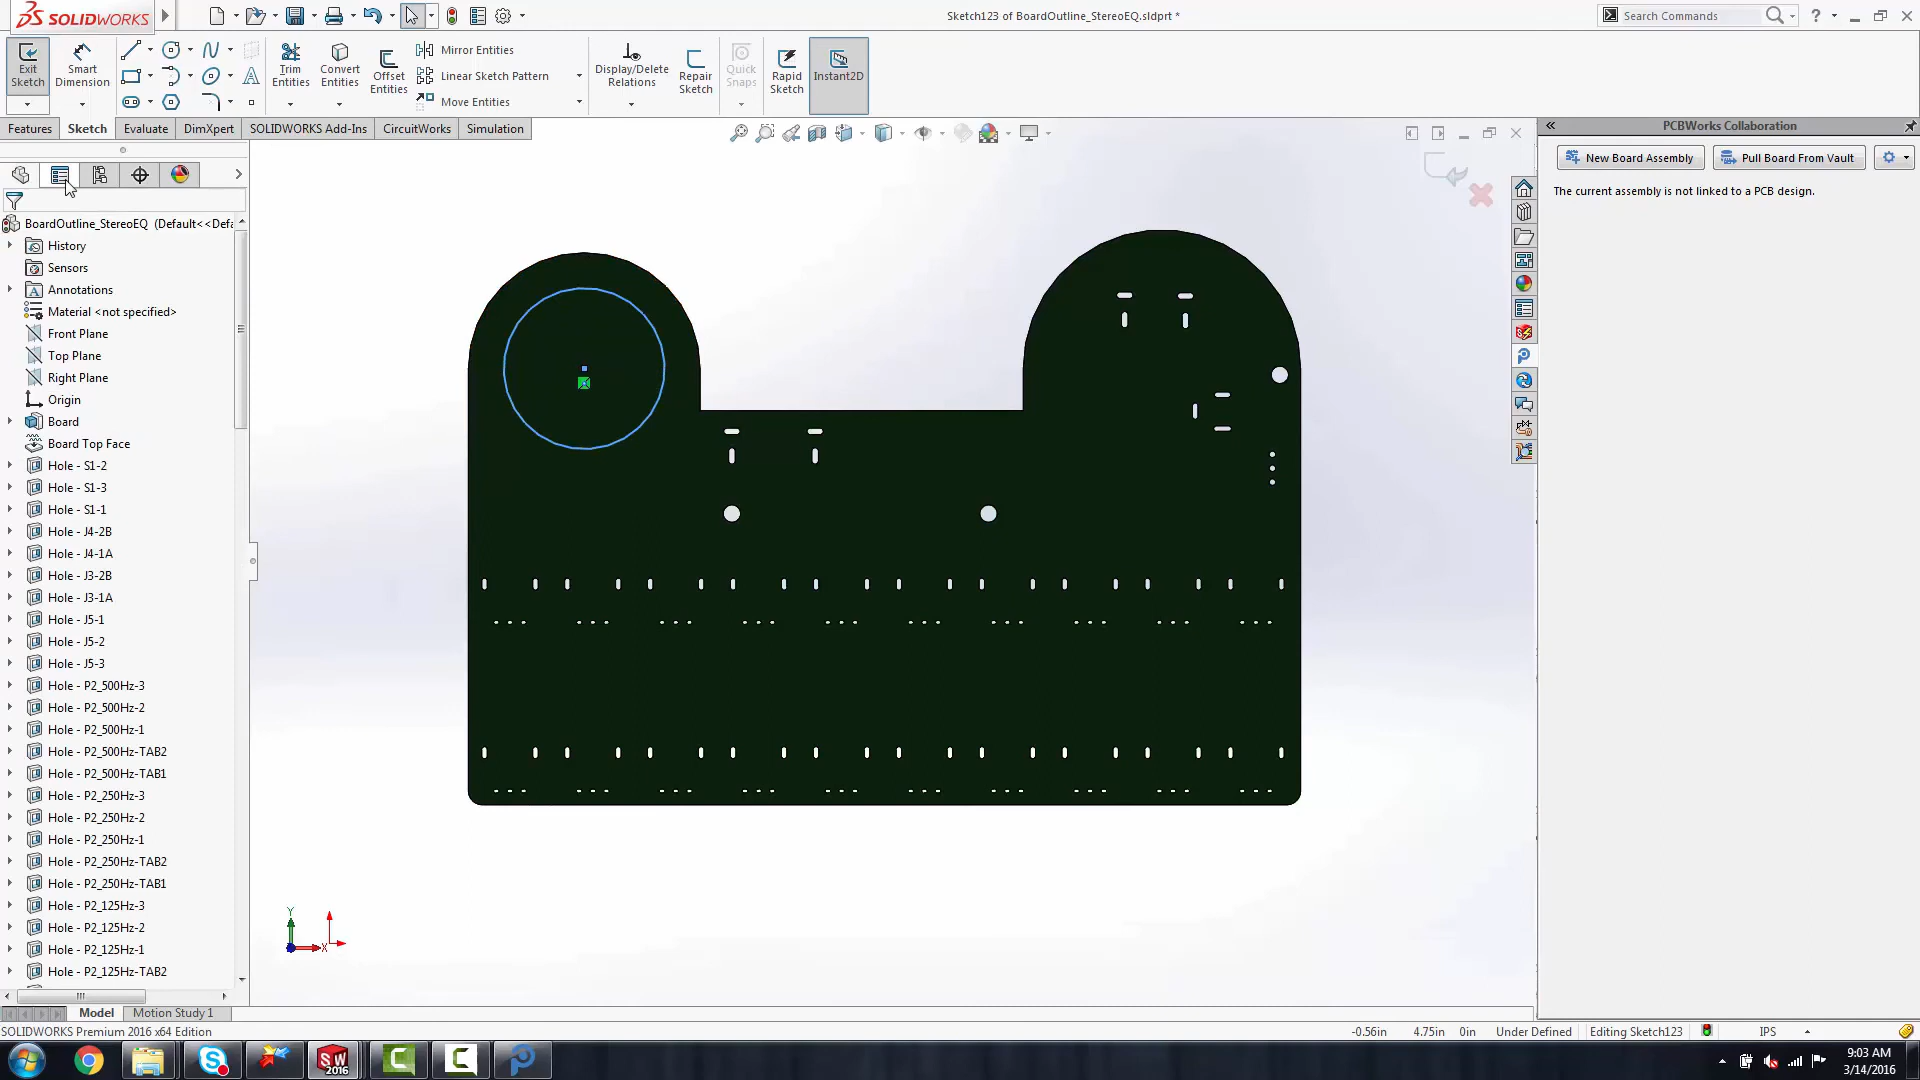 SOLIDWORKS
Sketch123 of BoardOutline_StereoEQ.sldprt *
Search Commands
Exit Sketch
Smart Dimension
Trim Entities
Convert Entities
Offset Entities
Mirror Entities
Linear Sketch Pattern
Move Entities
Display/Delete Relations
Repair Sketch
Quick Snaps
Rapid Sketch
Instant2D
Features
Sketch
Evaluate
DimXpert
SOLIDWORKS Add-Ins
CircuitWorks
Simulation
PCBWorks Collaboration
New Board Assembly
Pull Board From Vault
The current assembly is not linked to a PCB design.
BoardOutline_StereoEQ (Default<<Defa
History
Sensors
Annotations
Material <not specified>
Front Plane
Top Plane
Right Plane
Origin
Board
Board Top Face
Hole - S1-2
Hole - S1-3
Hole - S1-1
Hole - J4-2B
Hole - J4-1A
Hole - J3-2B
Hole - J3-1A
Hole - J5-1
Hole - J5-2
Hole - J5-3
Hole - P2_500Hz-3
Hole - P2_500Hz-2
Hole - P2_500Hz-1
Hole - P2_500Hz-TAB2
Hole - P2_500Hz-TAB1
Hole - P2_250Hz-3
Hole - P2_250Hz-2
Hole - P2_250Hz-1
Hole - P2_250Hz-TAB2
Hole - P2_250Hz-TAB1
Hole - P2_125Hz-3
Hole - P2_125Hz-2
Hole - P2_125Hz-1
Hole - P2_125Hz-TAB2
Y
X
Model
Motion Study 1
SOLIDWORKS Premium 2016 x64 Edition
-0.56in 4.75in 0in Under Defined Editing Sketch123 IPS
SW 2016
9:03 AM
3/14/2016